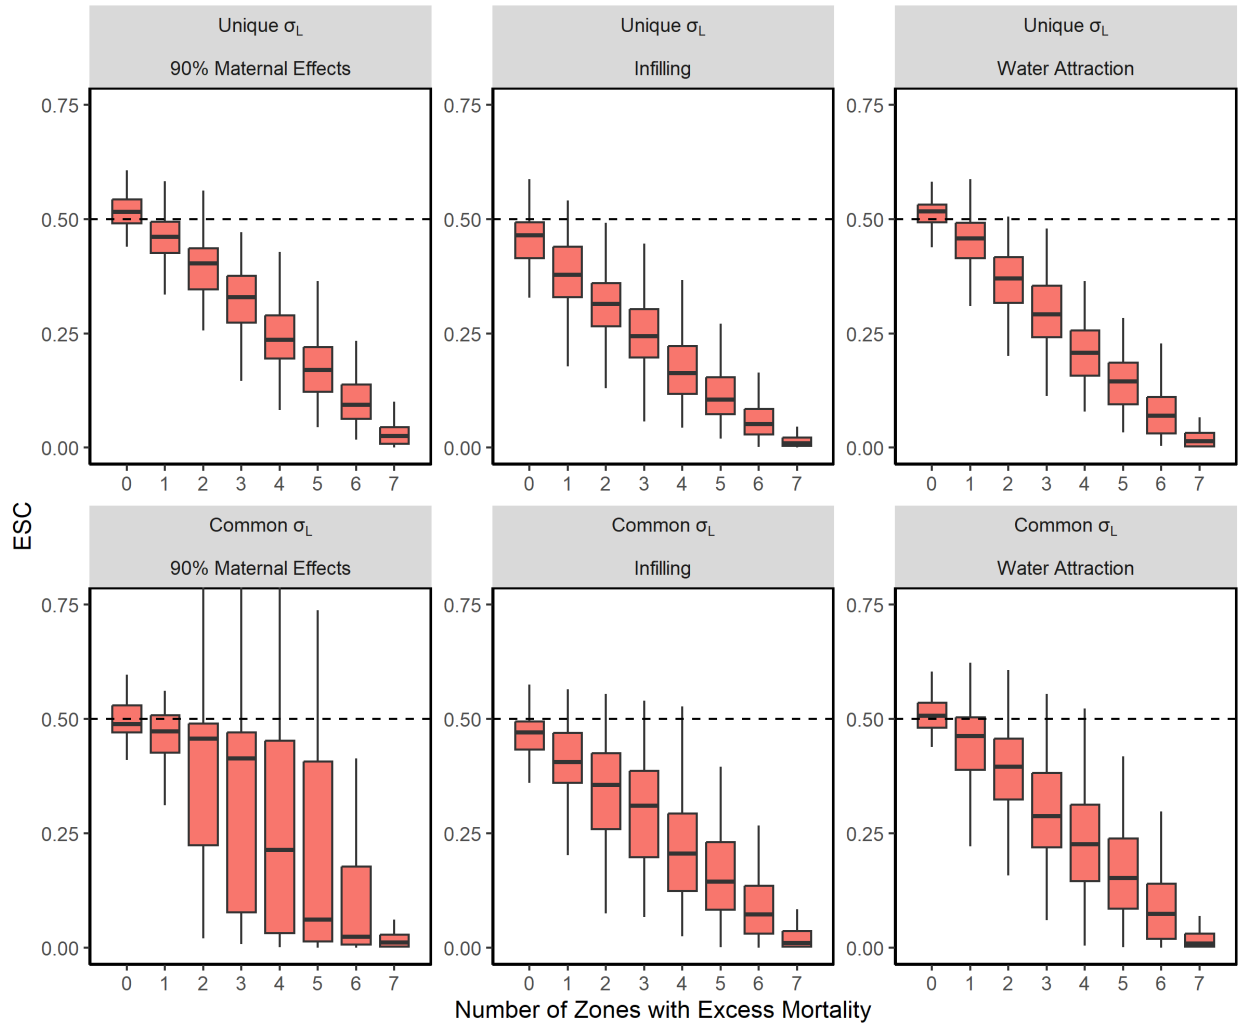 Unique σL
90% Maternal Effects
Unique σL
Infilling
Unique σL
Water Attraction
0.75
0.50
0.25
0.00
0 1 2 3 4 5 6 7
0.75
0.50
0.25
0.00
0 1 2 3 4 5 6 7
0.75
0.50
0.25
0.00
0 1 2 3 4 5 6 7
ESC
Common σL
90% Maternal Effects
Common σL
Infilling
Common σL
Water Attraction
0.75
0.50
0.25
0.00
0 1 2 3 4 5 6 7
0.75
0.50
0.25
0.00
0 1 2 3 4 5 6 7
0.75
0.50
0.25
0.00
0 1 2 3 4 5 6 7
Number of Zones with Excess Mortality